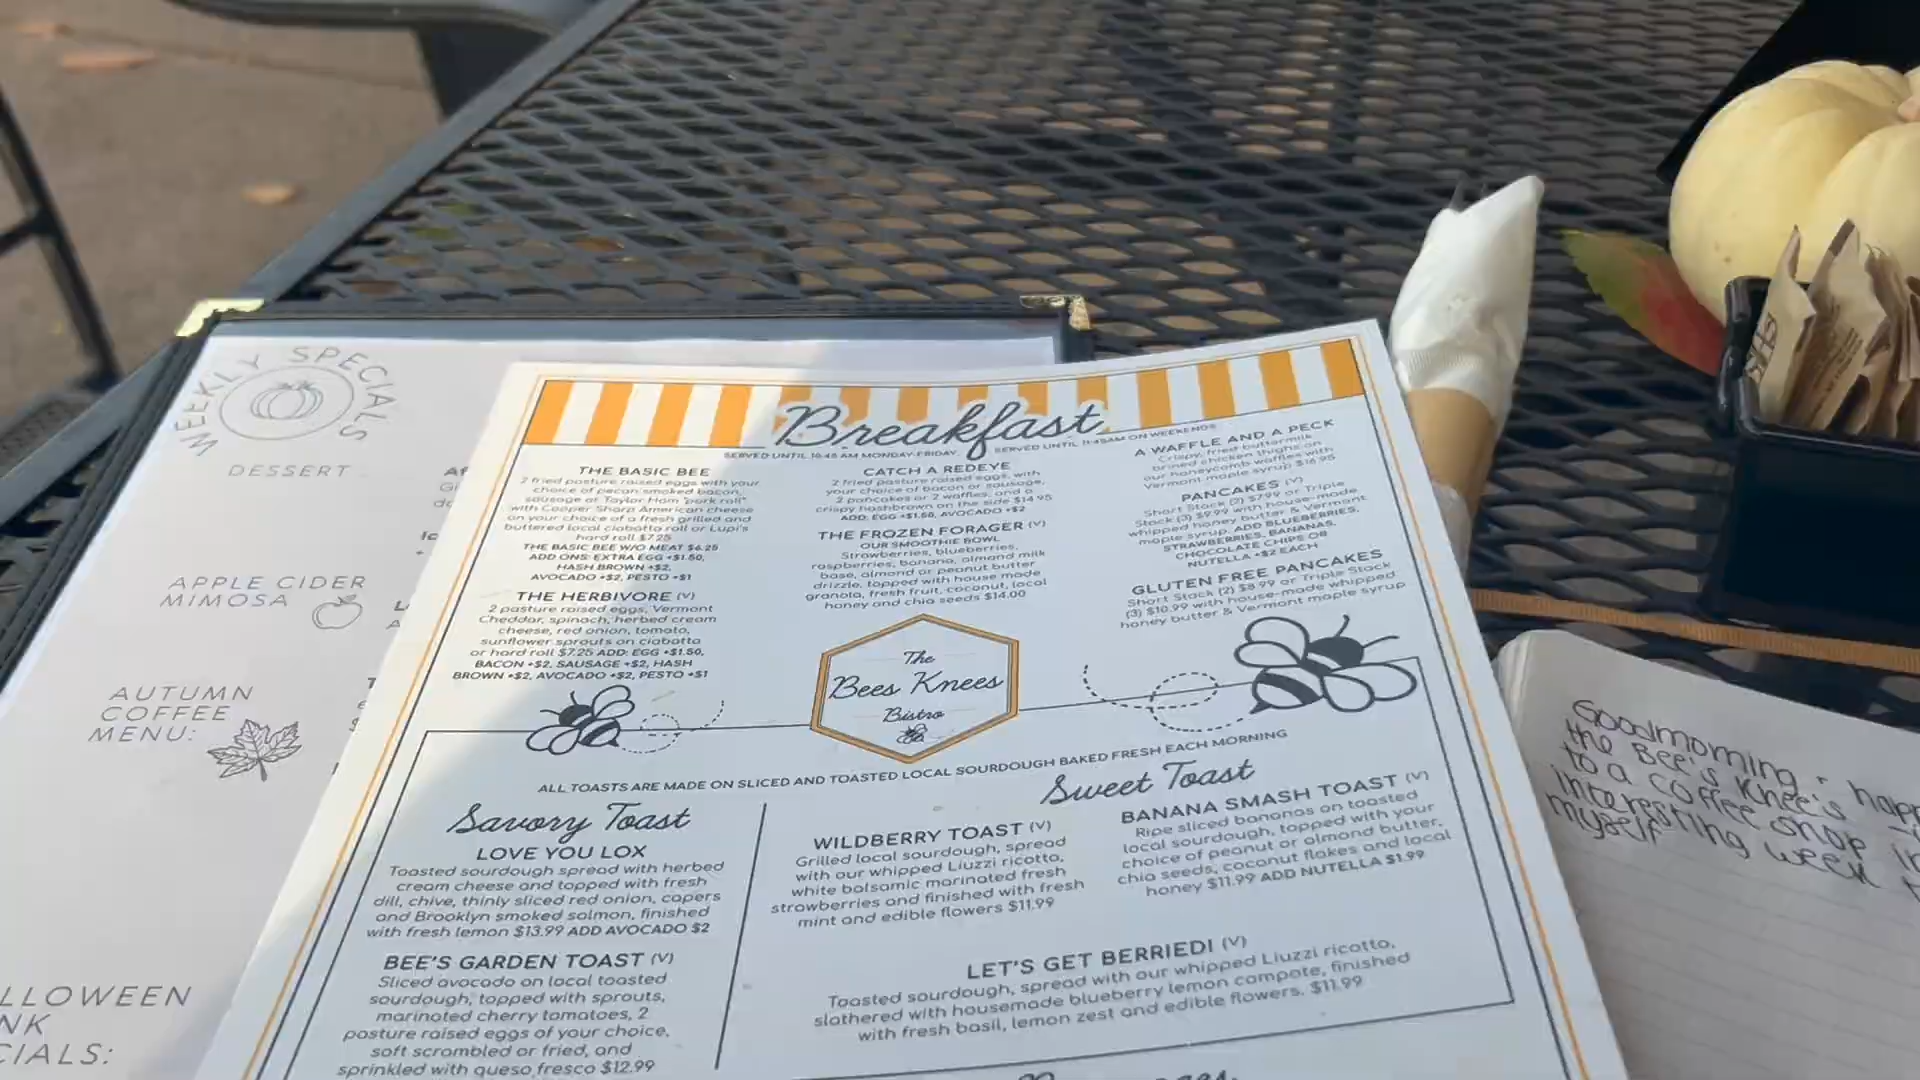 WEEKLY SPECIALS
DESSERT
APPLE CIDER
MIMOSA
AUTUMN
COFFEE
MENU:
Breakfast
SERVED UNTIL 10:45 AM MONDAY-FRIDAY. SERVED UNTIL 11:45AM ON WEEKENDS
THE BASIC BEE
2 fried pasture raised eggs with your
choice of pecan smoked bacon,
sausage or Taylor Ham "pork roll"
with Cooper Sharp American cheese
on your choice of a fresh grilled and
buttered local ciabatta roll or Lupi's
hard roll $7.25
THE BASIC BEE W/O MEAT $6.25
ADD ONS: EXTRA EGG +$1.50,
HASH BROWN +$2,
AVOCADO +$2, PESTO +$1
THE HERBIVORE (V)
2 pasture raised eggs, Vermont
Cheddar, spinach, herbed cream
cheese, red onion, tomato,
sunflower sprouts on ciabatta
or hard roll $7.25 ADD: EGG +$1.50,
BACON +$2, SAUSAGE +$2, HASH
BROWN +$2, AVOCADO +$2, PESTO +$1
CATCH A REDEYE
2 fried pasture raised eggs, with
your choice of bacon or sausage,
2 pancakes or 2 waffles, and a
crispy hashbrown on the side $14.95
ADD: EGG +$1.50, AVOCADO +$2
THE FROZEN FORAGER (V)
OUR SMOOTHIE BOWL
Strawberries, blueberries,
raspberries, banana, almond milk
base, almond or peanut butter
drizzle, topped with house made
granola, fresh fruit, coconut, local
honey and chia seeds $14.00
A WAFFLE AND A PECK
Crispy, fried buttermilk
brined chicken thighs on
our honeycomb waffles with
Vermont maple syrup $16.95
PANCAKES (V)
Short Stack (2) $7.99 or Triple
Stack (3) $9.99 with house-made
whipped honey butter & Vermont
maple syrup. ADD BLUEBERRIES,
STRAWBERRIES, BANANAS,
CHOCOLATE CHIPS OR
NUTELLA +$2 EACH
GLUTEN FREE PANCAKES
Short Stack (2) $8.99 or Triple Stack
(3) $10.99 with house-made whipped
honey butter & Vermont maple syrup
The
Bees Knees
Bistro
ALL TOASTS ARE MADE ON SLICED AND TOASTED LOCAL SOURDOUGH BAKED FRESH EACH MORNING
Savory Toast
LOVE YOU LOX
Toasted sourdough spread with herbed
cream cheese and topped with fresh
dill, chive, thinly sliced red onion, capers
and Brooklyn smoked salmon, finished
with fresh lemon $13.99 ADD AVOCADO $2
BEE'S GARDEN TOAST (V)
Sliced avocado on local toasted
sourdough, topped with sprouts,
marinated cherry tomatoes, 2
pasture raised eggs of your choice,
soft scrambled or fried, and
sprinkled with queso fresco $12.99
Sweet Toast
WILDBERRY TOAST (V)
Grilled local sourdough, spread
with our whipped Liuzzi ricotto,
white balsamic marinated fresh
strawberries and finished with fresh
mint and edible flowers $11.99
BANANA SMASH TOAST (V)
Ripe sliced bananas on toasted
local sourdough, topped with your
choice of peanut or almond butter,
chia seeds, coconut flakes and local
honey $11.99 ADD NUTELLA $1.99
LET'S GET BERRIED! (V)
Toasted sourdough, spread with our whipped Liuzzi ricotto,
slathered with housemade blueberry lemon compote, finished
with fresh basil, lemon zest and edible flowers. $11.99
Goodmorning - happ
the Bee's Knee's
to a coffee shop in
interesting week
myself